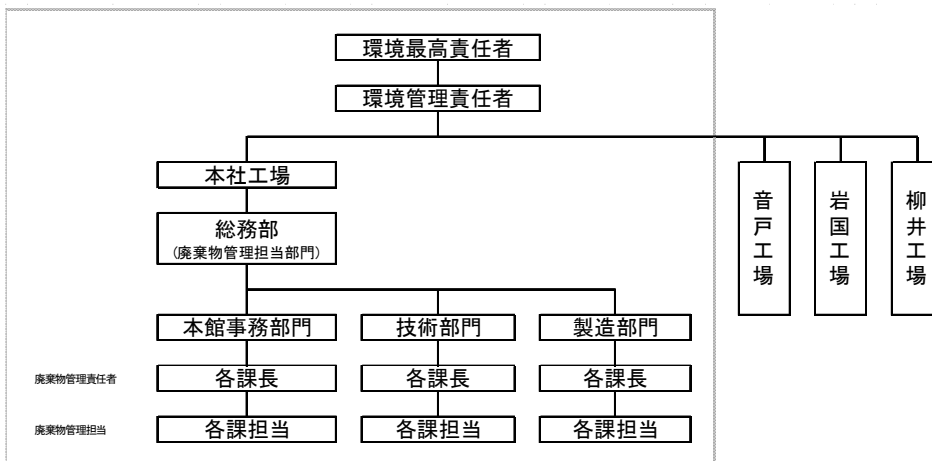 環境最高責任者
環境管理責任者
本社工場
総務部
(廃棄物管理担当部門)
音戸工場
岩国工場
柳井工場
本館事務部門
技術部門
製造部門
廃棄物管理責任者
各課長
各課長
各課長
廃棄物管理担当
各課担当
各課担当
各課担当